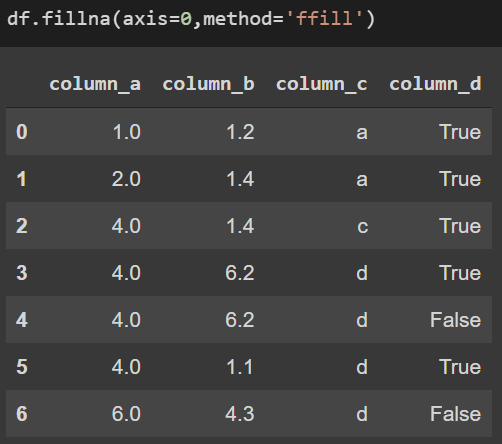 df.fillna(axis=0,method='ffill')
column_a column_b column_c column_d
0 1.0 1.2 a True
1 2.0 1.4 a True
2 4.0 1.4 c True
3 4.0 6.2 d True
4 4.0 6.2 d False
5 4.0 1.1 d True
6 6.0 4.3 d False